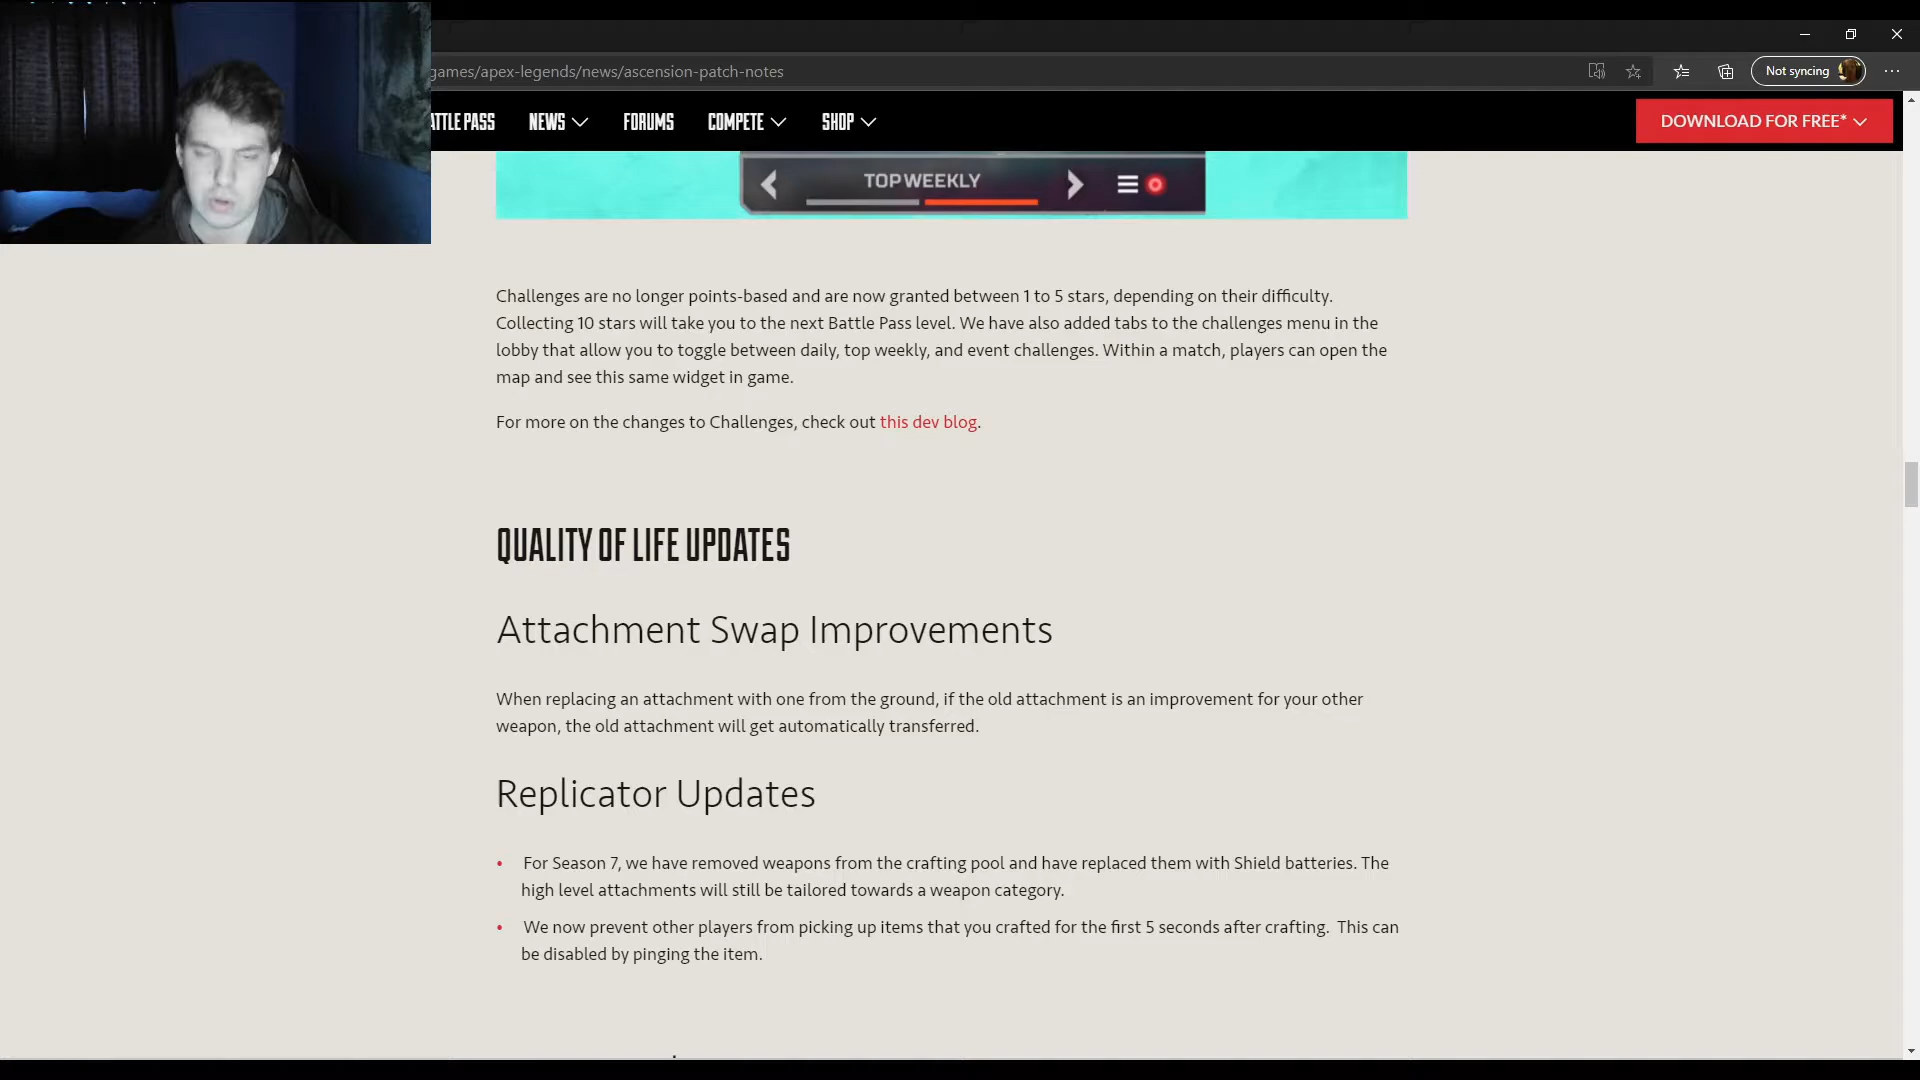 games/apex-legends/news/ascension-patch-notes
Not syncing
ATTLE PASS NEWS FORUMS COMPETE SHOP
DOWNLOAD FOR FREE*
TOP WEEKLY
Challenges are no longer points-based and are now granted between 1 to 5 stars, depending on their difficulty.
Collecting 10 stars will take you to the next Battle Pass level. We have also added tabs to the challenges menu in the
lobby that allow you to toggle between daily, top weekly, and event challenges. Within a match, players can open the
map and see this same widget in game.
For more on the changes to Challenges, check out this dev blog.
QUALITY OF LIFE UPDATES
Attachment Swap Improvements
When replacing an attachment with one from the ground, if the old attachment is an improvement for your other
weapon, the old attachment will get automatically transferred.
Replicator Updates
• For Season 7, we have removed weapons from the crafting pool and have replaced them with Shield batteries. The
high level attachments will still be tailored towards a weapon category.
• We now prevent other players from picking up items that you crafted for the first 5 seconds after crafting. This can
be disabled by pinging the item.